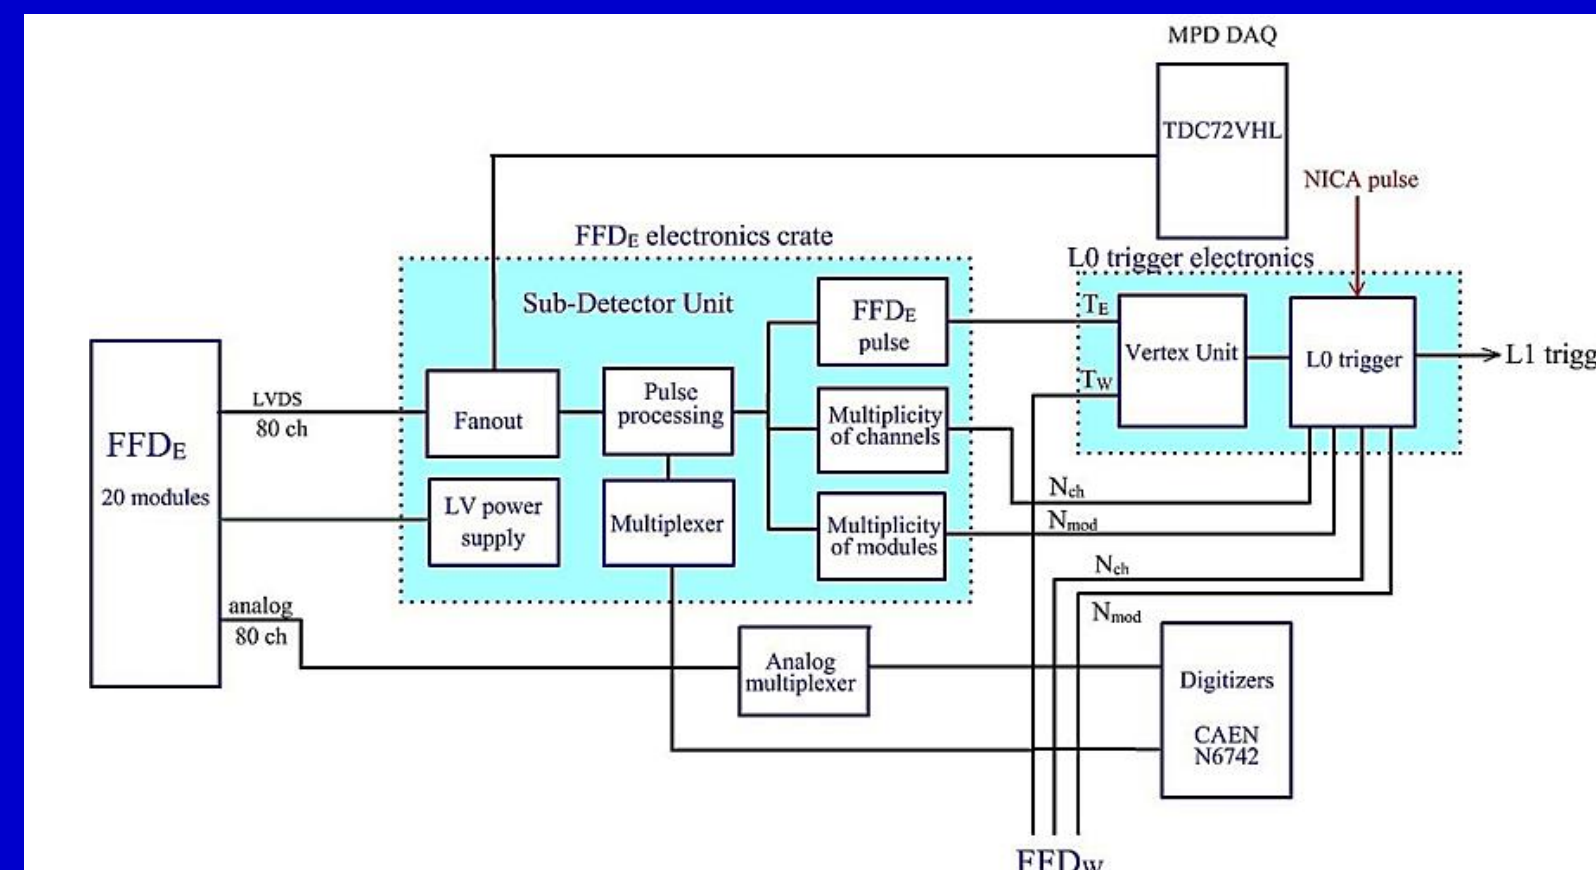 MPD DAQ
TDC72VHL
NICA pulse
FFDE electronics crate
L0 trigger electronics
Sub-Detector Unit
FFDE
pulse
TE
Vertex Unit
L0 trigger
L1 trigg
TW
LVDS
80 ch
Fanout
Pulse
processing
Multiplicity
of channels
FFDE
20 modules
LV power
supply
Multiplexer
Multiplicity
of modules
Nch
Nmod
Nch
Nmod
analog
80 ch
Analog
multiplexer
Digitizers
CAEN
N6742
FFDW